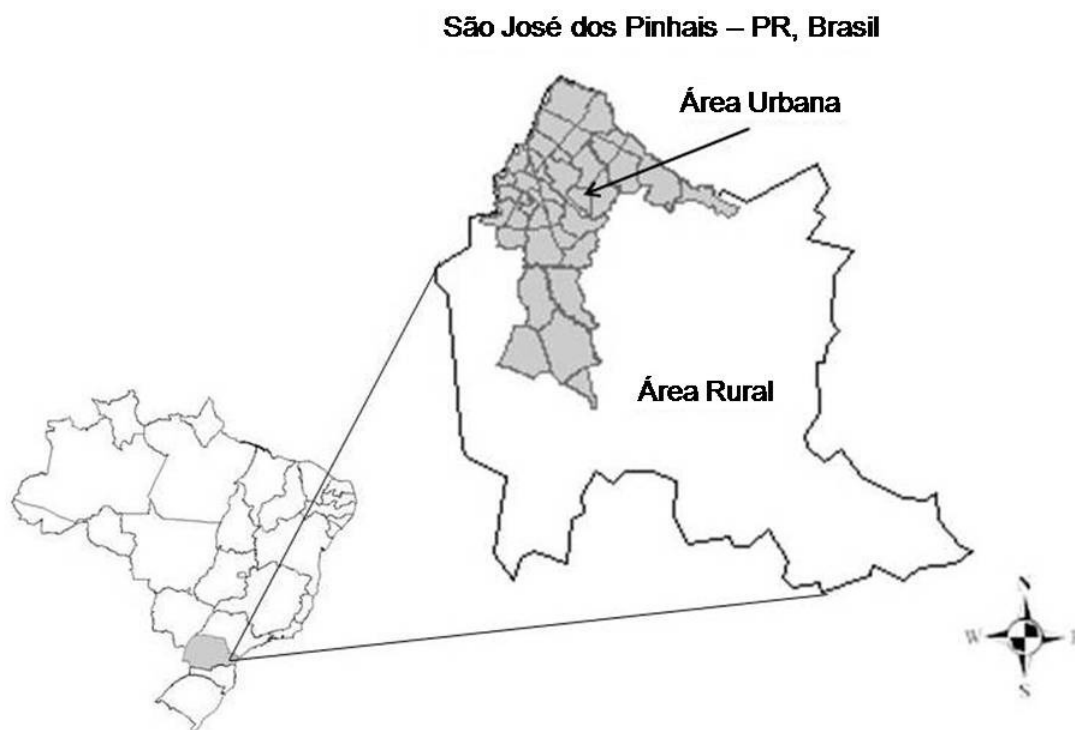 São José dos Pinhais – PR, Brasil
Área Urbana
Área Rural
N
W E
S